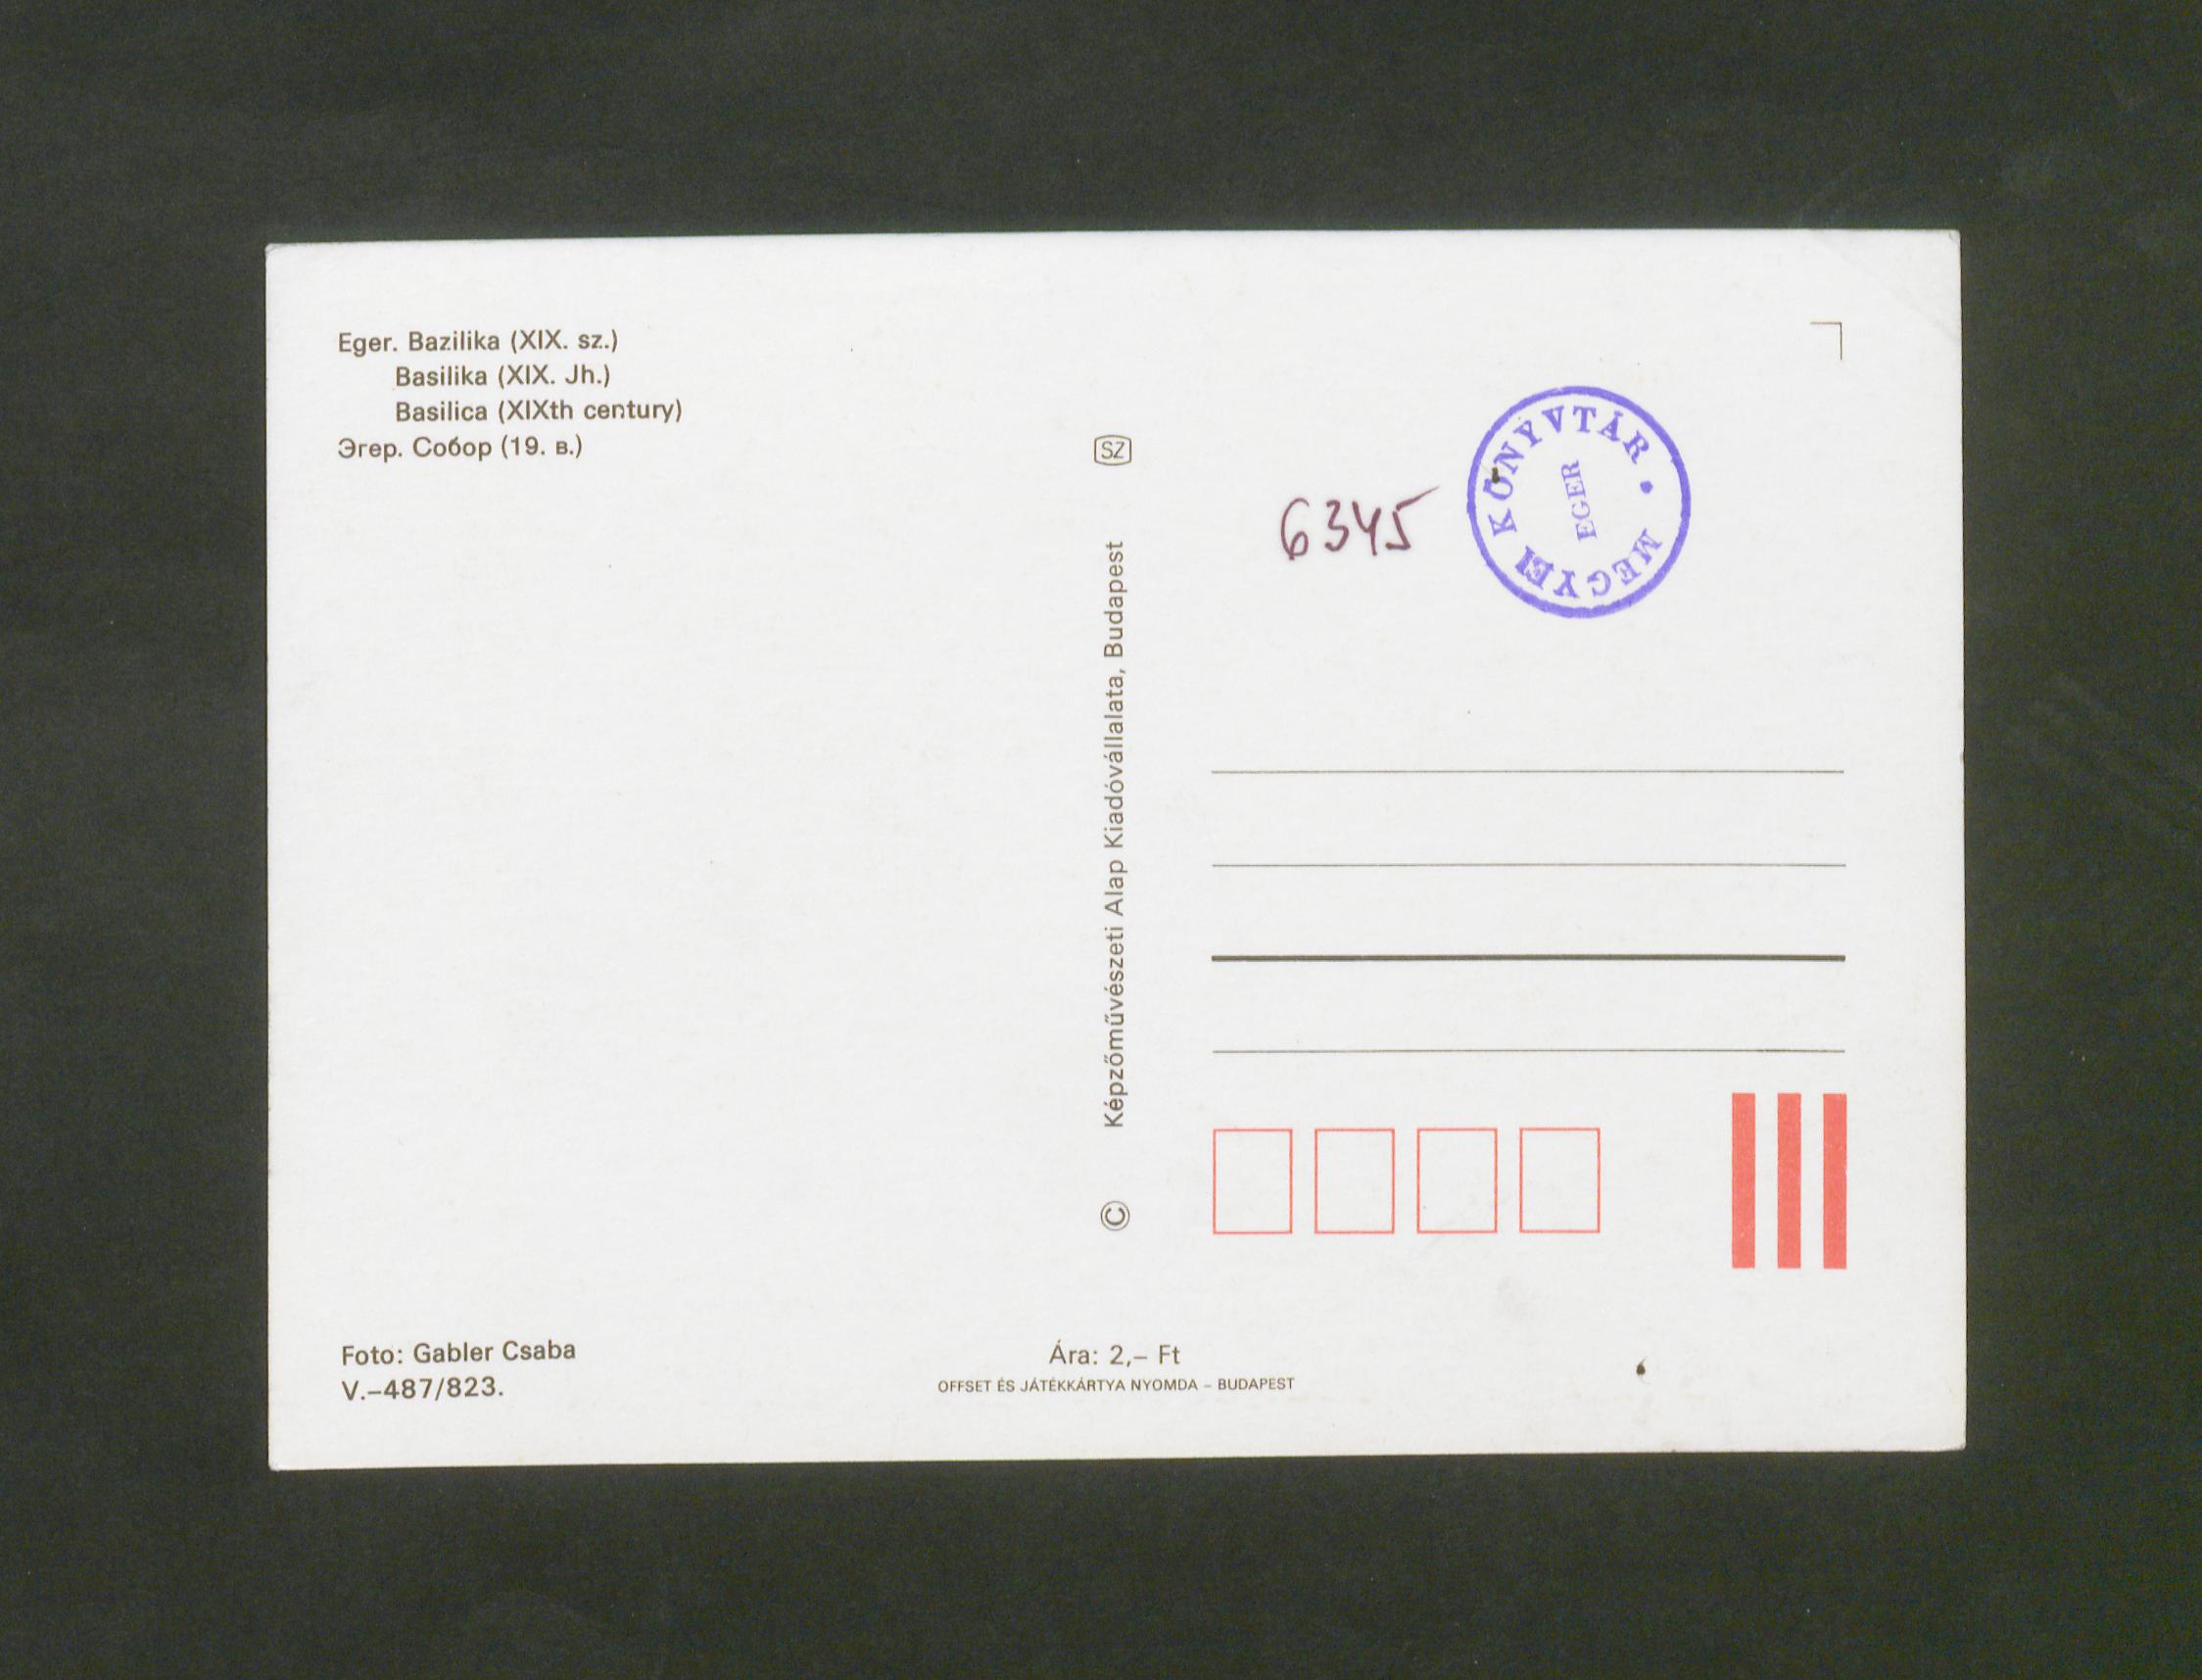 Eger. Bazilika (XIX. sz.)
Basilika (XIX. Jh.)
Basilica (XIXth century)
Эгер. Собор (19. в.)
Foto: Gabler Csaba
V.–487/823.
SZ
© Képzőművészeti Alap Kiadóvállalata, Budapest
Ára: 2,– Ft
OFFSET ÉS JÁTÉKKÁRTYA NYOMDA – BUDAPEST
6345
MEGYEI KÖNYVTÁR •
EGER